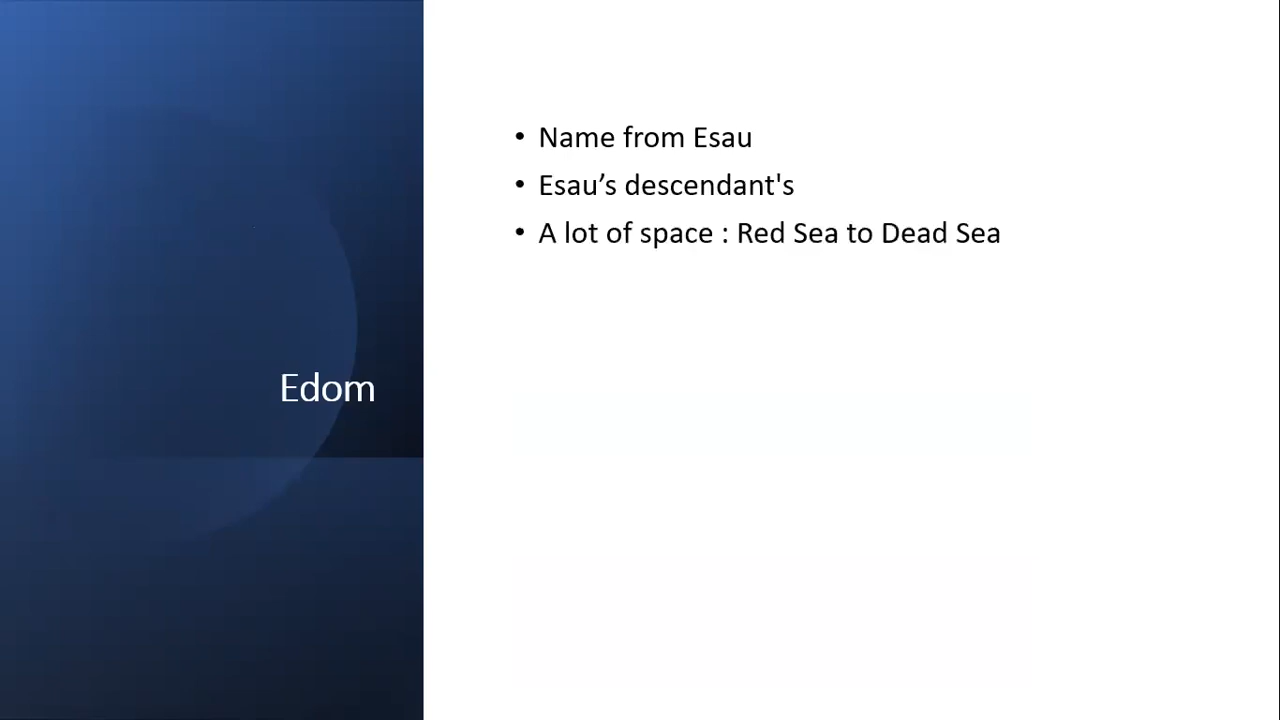 Edom
• Name from Esau
• Esau’s descendant's
• A lot of space : Red Sea to Dead Sea